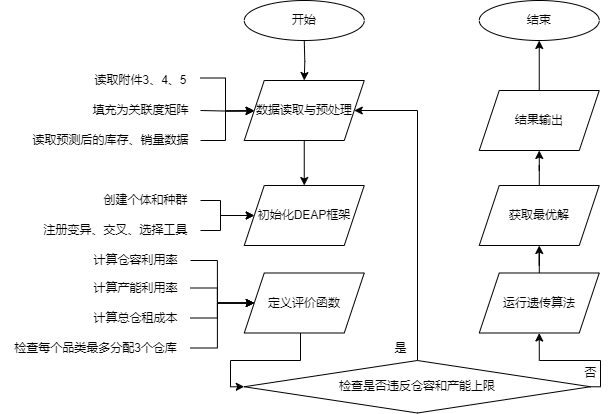 开始
结束
读取附件3、4、5
填充为关联度矩阵
读取预测后的库存、销量数据
数据读取与预处理
结果输出
创建个体和种群
注册变异、交叉、选择工具
初始化DEAP框架
获取最优解
计算仓容利用率
计算产能利用率
计算总仓租成本
检查每个品类最多分配3个仓库
定义评价函数
运行遗传算法
是
否
检查是否违反仓容和产能上限